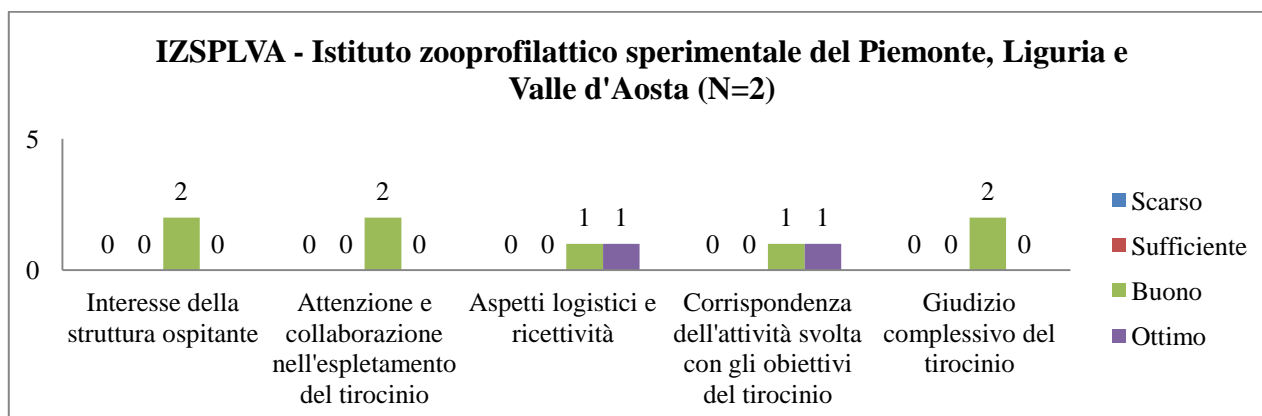 IZSPLVA - Istituto zooprofilattico sperimentale del Piemonte, Liguria e
Valle d'Aosta (N=2)
5
0
0 0 2 0
0 0 2 0
0 0 1 1
0 0 1 1
0 0 2 0
Interesse della
struttura ospitante
Attenzione e
collaborazione
nell'espletamento
del tirocinio
Aspetti logistici e
ricettività
Corrispondenza
dell'attività svolta
con gli obiettivi
del tirocinio
Giudizio
complessivo del
tirocinio
Scarso
Sufficiente
Buono
Ottimo